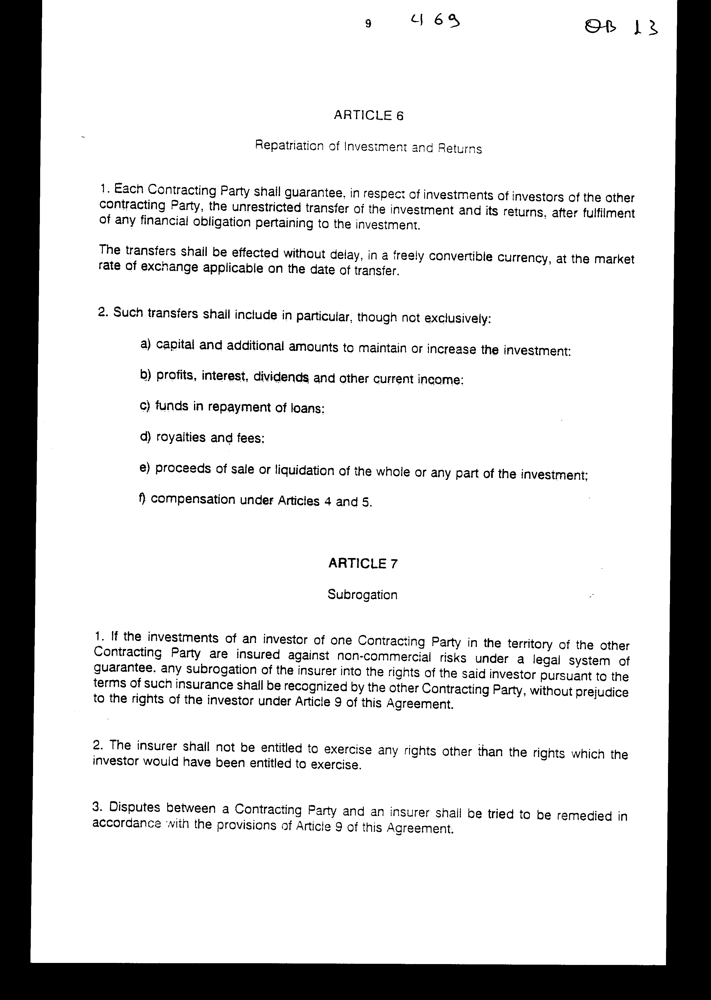 9 469 ΘΒ 13
ARTICLE 6
Repatriation of Investment and Returns
1. Each Contracting Party shall guarantee, in respect of investments of investors of the other
contracting Party, the unrestricted transfer of the investment and its returns, after fulfilment
of any financial obligation pertaining to the investment.
The transfers shall be effected without delay, in a freely convertible currency, at the market
rate of exchange applicable on the date of transfer.
2. Such transfers shall include in particular, though not exclusively:
a) capital and additional amounts to maintain or increase the investment;
b) profits, interest, dividends and other current income;
c) funds in repayment of loans;
d) royalties and fees;
e) proceeds of sale or liquidation of the whole or any part of the investment;
f) compensation under Articles 4 and 5.
ARTICLE 7
Subrogation
1. If the investments of an investor of one Contracting Party in the territory of the other
Contracting Party are insured against non-commercial risks under a legal system of
guarantee, any subrogation of the insurer into the rights of the said investor pursuant to the
terms of such insurance shall be recognized by the other Contracting Party, without prejudice
to the rights of the investor under Article 9 of this Agreement.
2. The insurer shall not be entitled to exercise any rights other than the rights which the
investor would have been entitled to exercise.
3. Disputes between a Contracting Party and an insurer shall be tried to be remedied in
accordance with the provisions of Article 9 of this Agreement.